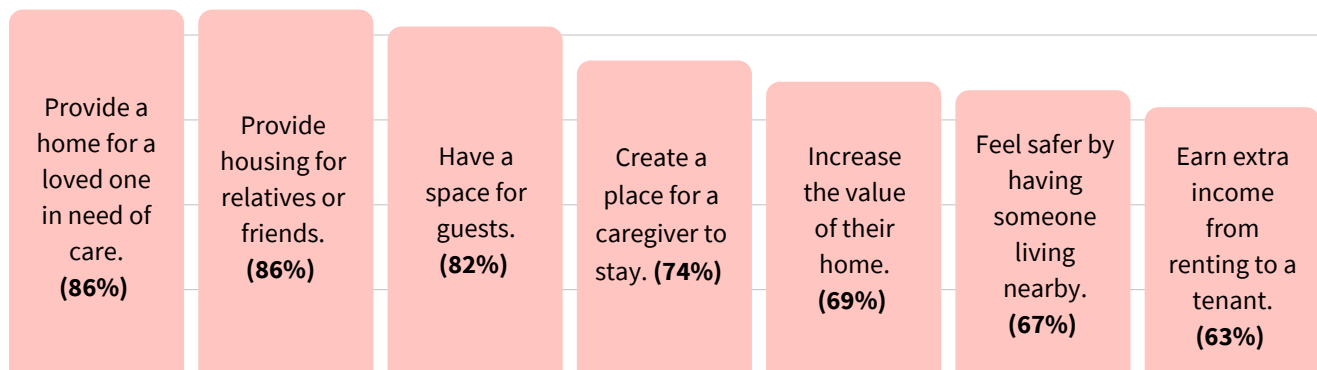 Provide a
home for a
loved one
in need of
care.
(86%)
Provide
housing for
relatives or
friends.
(86%)
Have a
space for
guests.
(82%)
Create a
place for a
caregiver to
stay. (74%)
Increase
the value
of their
home.
(69%)
Feel safer by
having
someone
living
nearby.
(67%)
Earn extra
income
from
renting to a
tenant.
(63%)